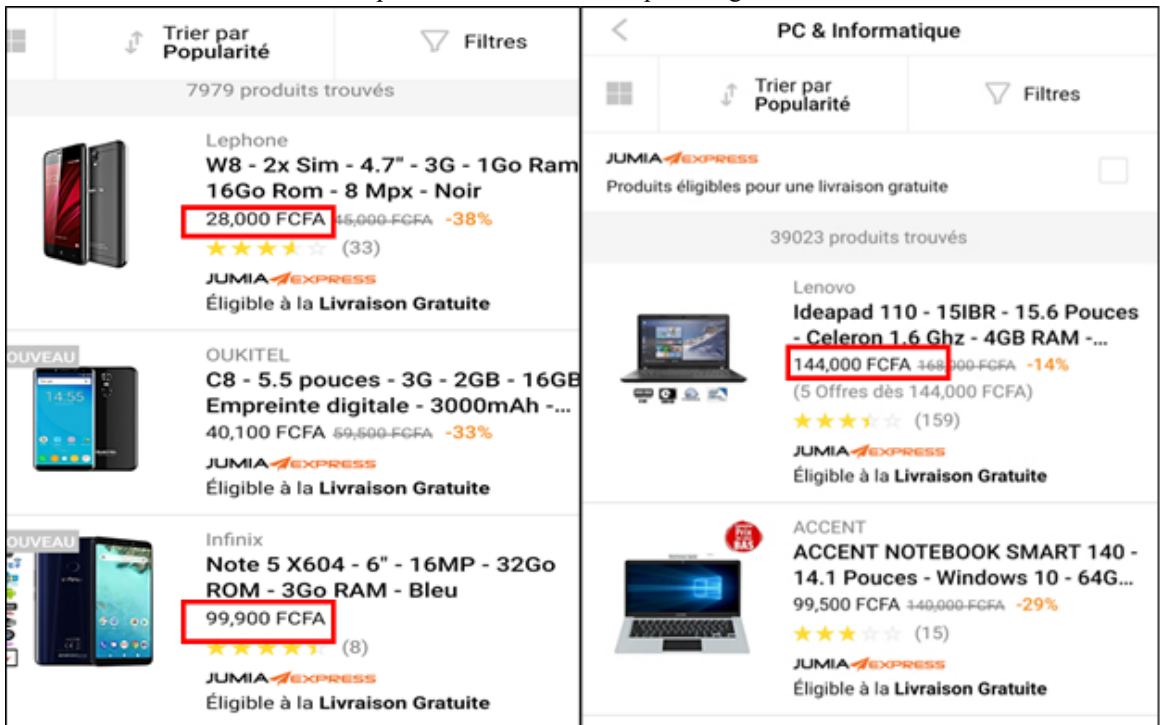 Trier par
Popularité
Filtres
7979 produits trouvés
Lephone
W8 - 2x Sim - 4.7" - 3G - 1Go Ram
16Go Rom - 8 Mpx - Noir
28,000 FCFA 45,000 FCFA -38%
(33)
JUMIA EXPRESS
Éligible à la Livraison Gratuite
OUVEAU
14:55
OUKITEL
C8 - 5.5 pouces - 3G - 2GB - 16GB
Empreinte digitale - 3000mAh -...
40,100 FCFA 59,500 FCFA -33%
JUMIA EXPRESS
Éligible à la Livraison Gratuite
OUVEAU
Infinix
Note 5 X604 - 6" - 16MP - 32Go
ROM - 3Go RAM - Bleu
99,900 FCFA
(8)
JUMIA EXPRESS
Éligible à la Livraison Gratuite
PC & Informatique
Trier par
Popularité
Filtres
JUMIA EXPRESS
Produits éligibles pour une livraison gratuite
39023 produits trouvés
Lenovo
Ideapad 110 - 15IBR - 15.6 Pouces
- Celeron 1.6 Ghz - 4GB RAM -...
144,000 FCFA 168,000 FCFA -14%
(5 Offres dès 144,000 FCFA)
(159)
JUMIA EXPRESS
Éligible à la Livraison Gratuite
Prix
BAS
ACCENT
ACCENT NOTEBOOK SMART 140 -
14.1 Pouces - Windows 10 - 64G...
99,500 FCFA 140,000 FCFA -29%
(15)
JUMIA EXPRESS
Éligible à la Livraison Gratuite